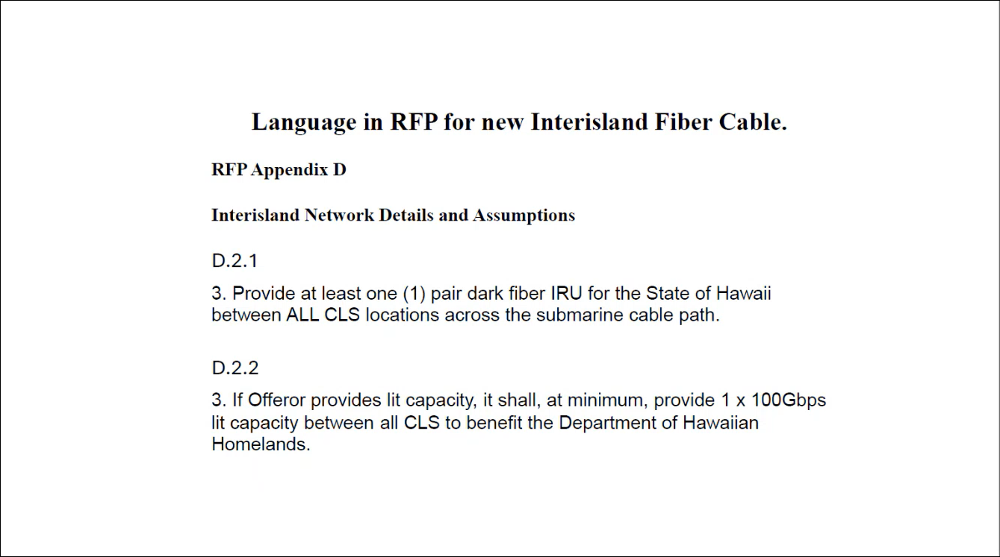 Language in RFP for new Interisland Fiber Cable.
RFP Appendix D
Interisland Network Details and Assumptions
D.2.1
3. Provide at least one (1) pair dark fiber IRU for the State of Hawaii
between ALL CLS locations across the submarine cable path.
D.2.2
3. If Offeror provides lit capacity, it shall, at minimum, provide 1 x 100Gbps
lit capacity between all CLS to benefit the Department of Hawaiian
Homelands.